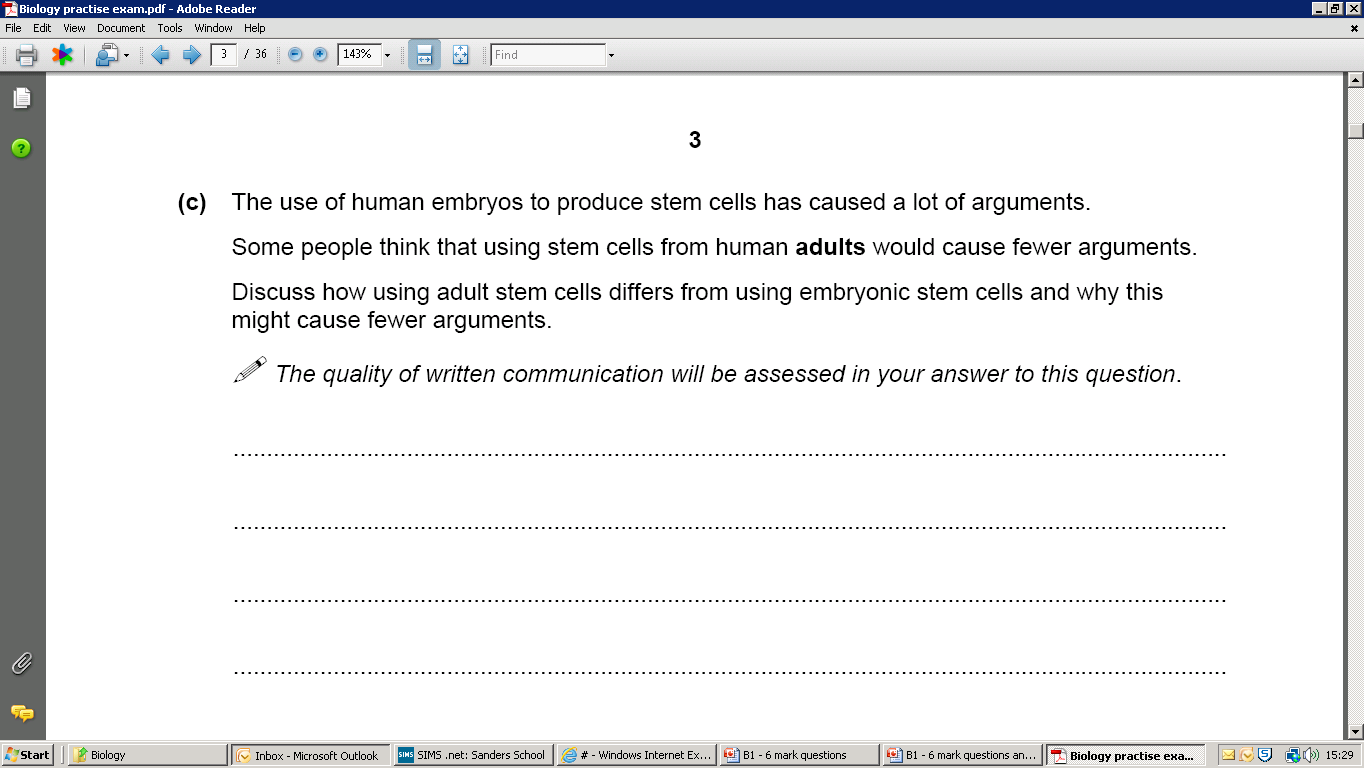 Biology practise exam.pdf - Adobe Reader
File Edit View Document Tools Window Help
3 / 36 143% Find
3
(c) The use of human embryos to produce stem cells has caused a lot of arguments.
Some people think that using stem cells from human adults would cause fewer arguments.
Discuss how using adult stem cells differs from using embryonic stem cells and why this
might cause fewer arguments.
The quality of written communication will be assessed in your answer to this question.
Start Biology Inbox - Microsoft Outlook SIMS SIMS .net: Sanders School # - Windows Internet Ex... B1 - 6 mark questions B1 - 6 mark questions an... Biology practise exa... 15:29